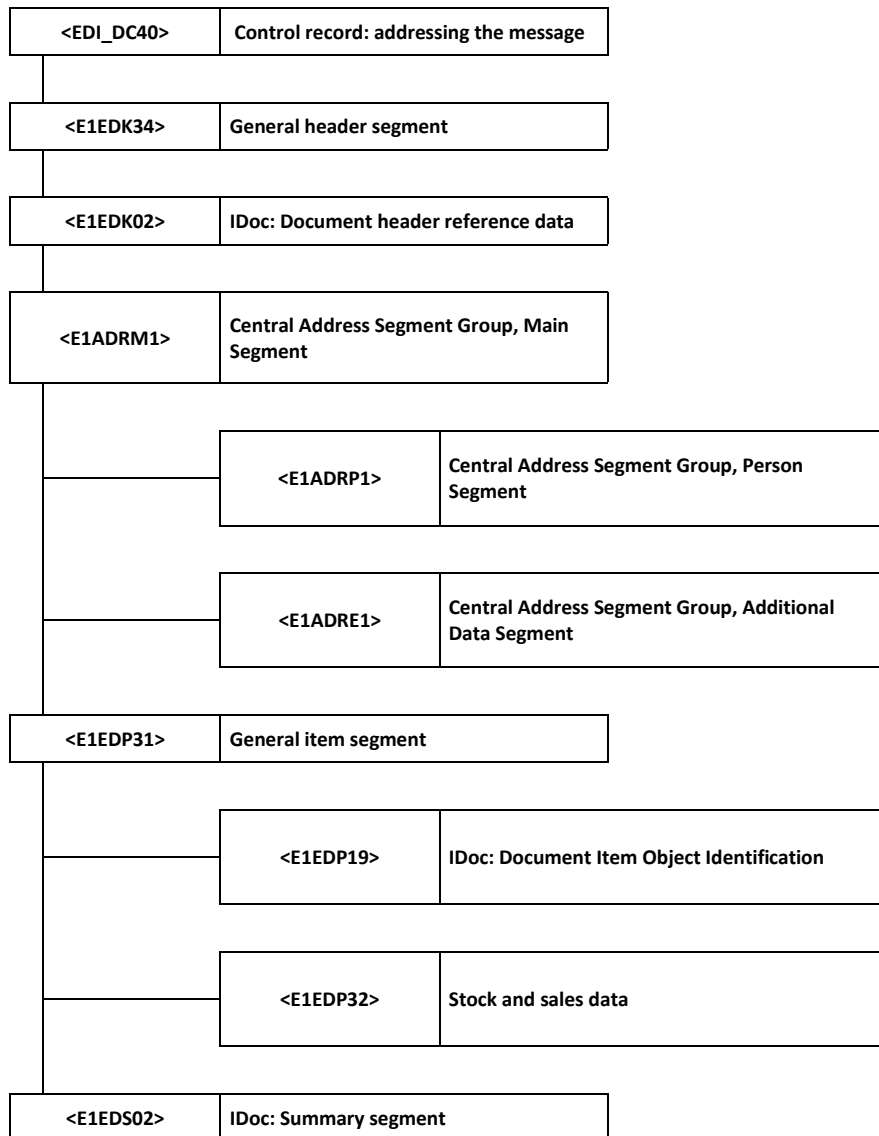 <EDI_DC40> Control record: addressing the message
<E1EDK34> General header segment
<E1EDK02> IDoc: Document header reference data
<E1ADRM1> Central Address Segment Group, Main
Segment
<E1ADRP1> Central Address Segment Group, Person
Segment
<E1ADRE1> Central Address Segment Group, Additional
Data Segment
<E1EDP31> General item segment
<E1EDP19> IDoc: Document Item Object Identification
<E1EDP32> Stock and sales data
<E1EDS02> IDoc: Summary segment